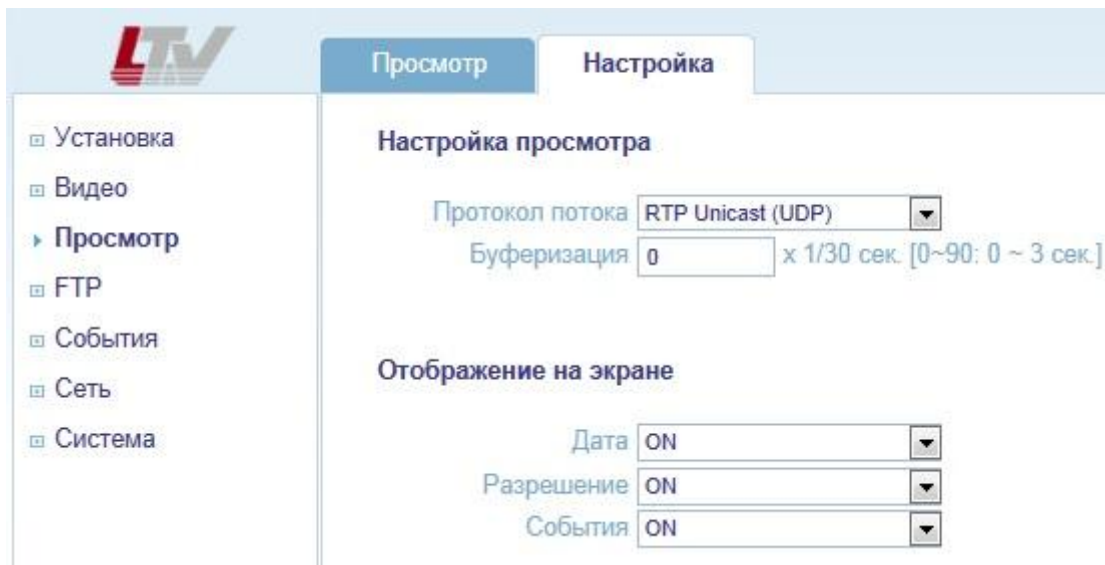 LTV
Просмотр
Настройка
Установка
Видео
Просмотр
FTP
События
Сеть
Система
Настройка просмотра
Протокол потока RTP Unicast (UDP)
Буферизация 0 x 1/30 сек. [0~90: 0 ~ 3 сек.]
Отображение на экране
Дата ON
Разрешение ON
События ON